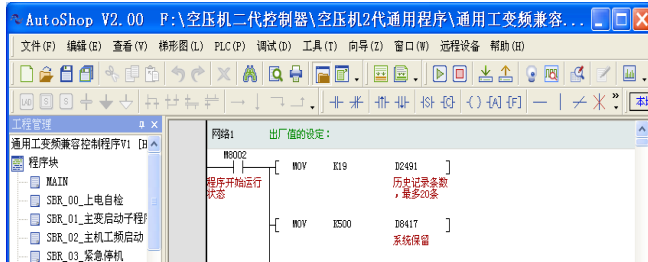 AutoShop V2.00 F:\空压机二代控制器\空压机2代通用程序\通用工变频兼容...
文件(F) 编辑(E) 查看(V) 梯形图(L) PLC(P) 调试(D) 工具(T) 向导(Z) 窗口(W) 远程设备 帮助(H)
工程管理
通用工变频兼容控制程序V1 [H
程序块
MAIN
SBR_00_上电自检
SBR_01_主变启动子程
SBR_02_主机工频启动
SBR_03_紧急停机
网络1 出厂值的设定:
M8002
MOV K19 D2491
程序开始运行
状态
历史记录条数
,最多20条
MOV K500 D8417
系统保留